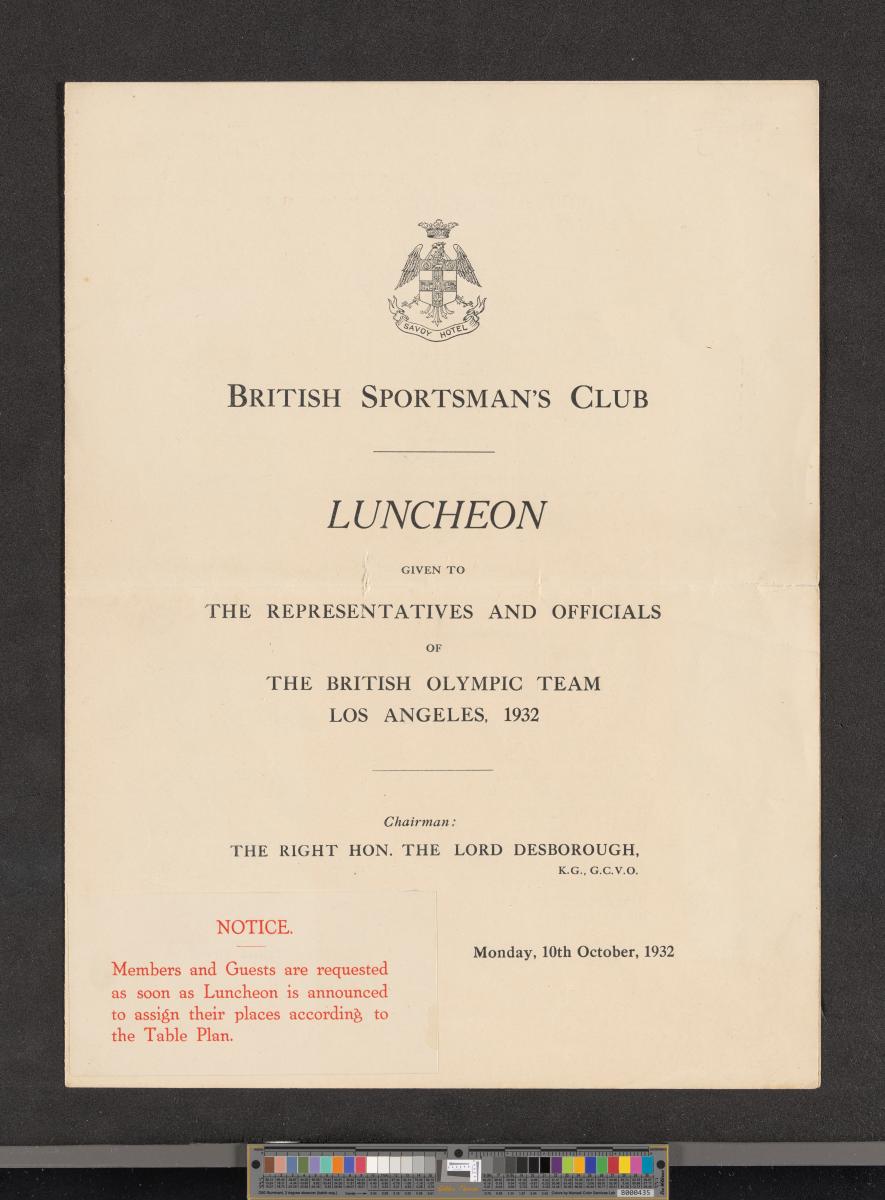 SAVOY HOTEL
BRITISH SPORTSMAN'S CLUB
LUNCHEON
GIVEN TO
THE REPRESENTATIVES AND OFFICIALS
OF
THE BRITISH OLYMPIC TEAM
LOS ANGELES, 1932
Chairman:
THE RIGHT HON. THE LORD DESBOROUGH,
K.G., G.C.V.O.
Monday, 10th October, 1932
NOTICE.
Members and Guests are requested
as soon as Luncheon is announced
to assign their places according to
the Table Plan.